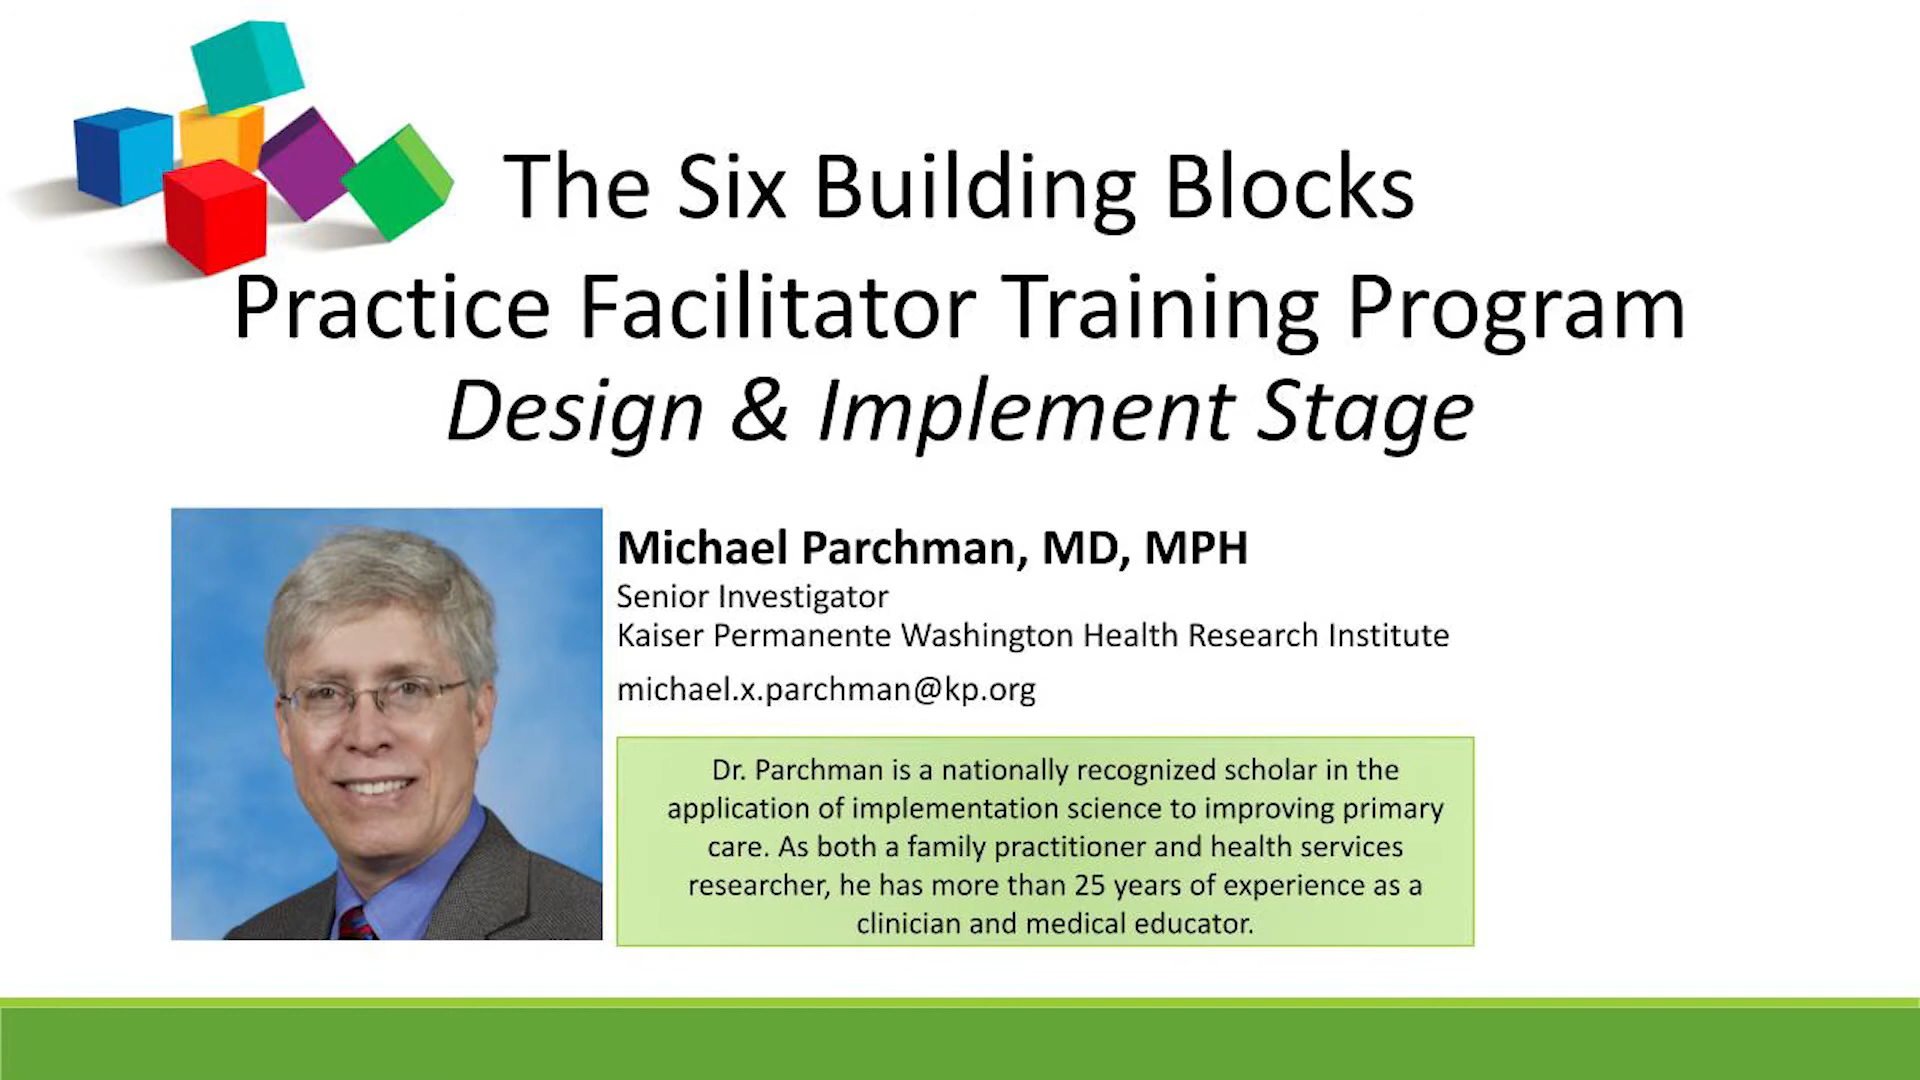 The Six Building Blocks
Practice Facilitator Training Program
Design & Implement Stage
Michael Parchman, MD, MPH
Senior Investigator
Kaiser Permanente Washington Health Research Institute
michael.x.parchman@kp.org
Dr. Parchman is a nationally recognized scholar in the
application of implementation science to improving primary
care. As both a family practitioner and health services
researcher, he has more than 25 years of experience as a
clinician and medical educator.